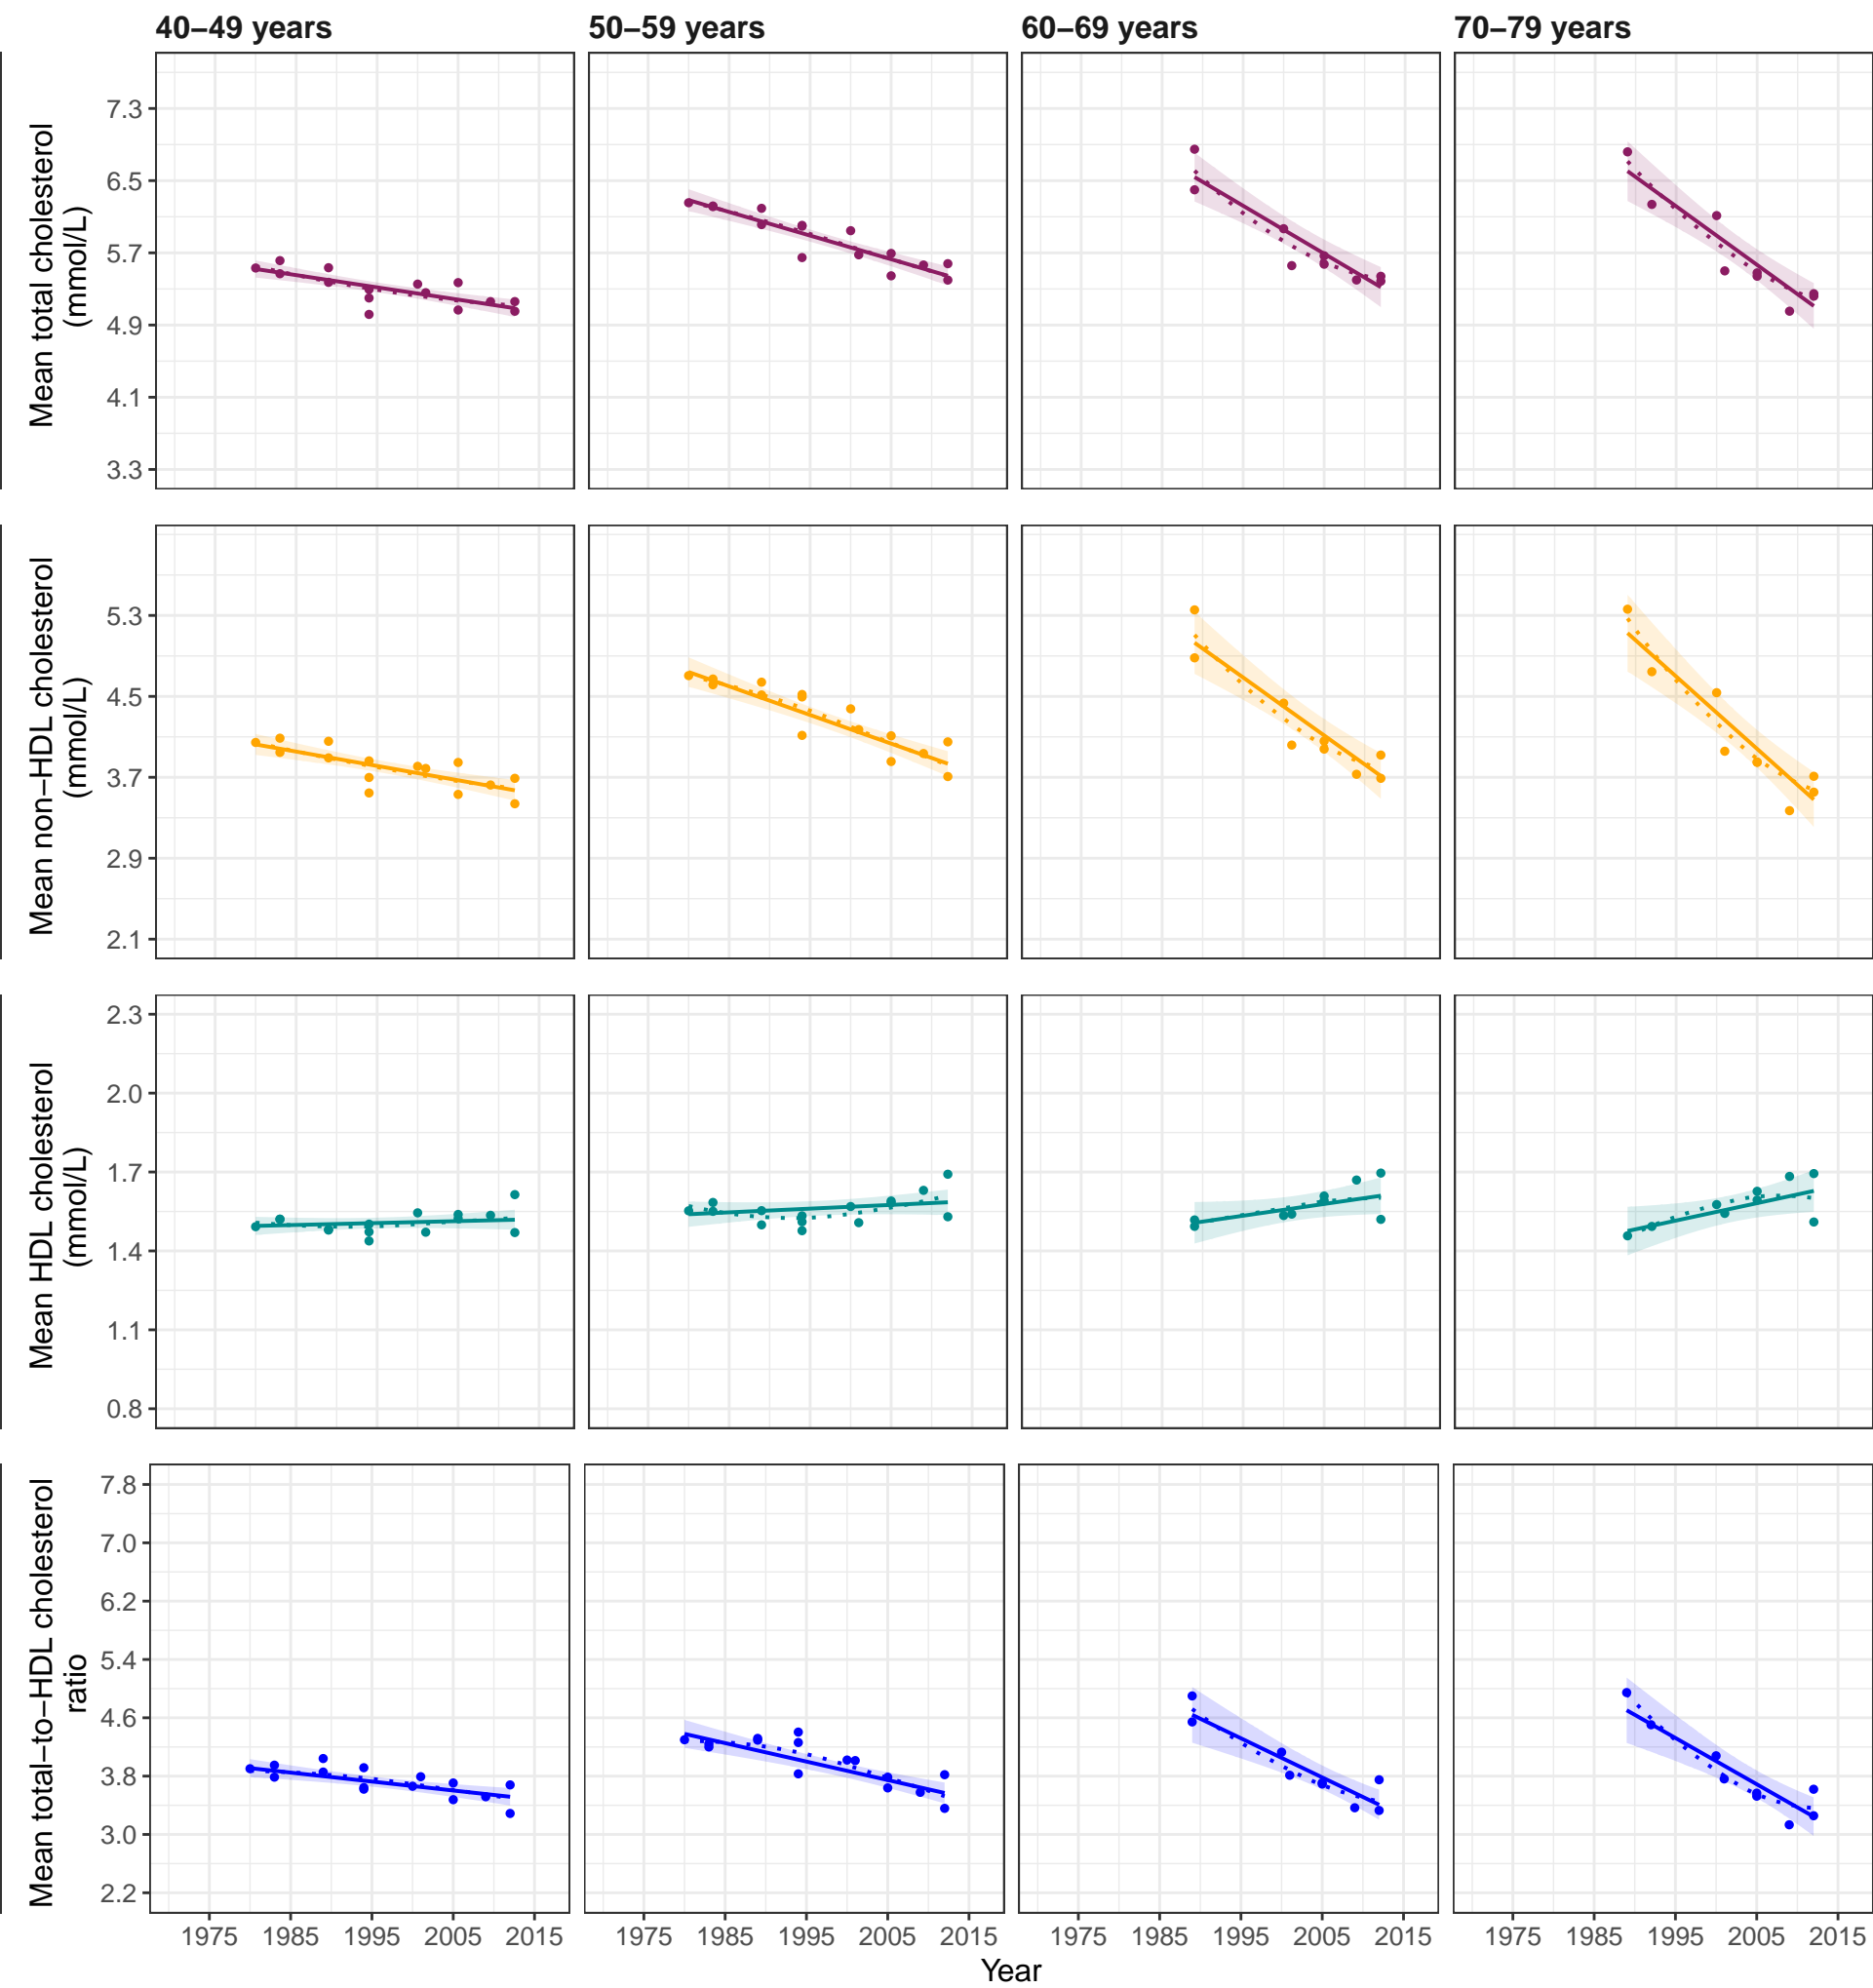 40–49 years 50–59 years 60–69 years 70–79 years
Mean total cholesterol
(mmol/L)
7.3
6.5
5.7
4.9
4.1
3.3
Mean non–HDL cholesterol
(mmol/L)
5.3
4.5
3.7
2.9
2.1
Mean HDL cholesterol
(mmol/L)
2.3
2.0
1.7
1.4
1.1
0.8
Mean total–to–HDL cholesterol
ratio
7.8
7.0
6.2
5.4
4.6
3.8
3.0
2.2
1975 1985 1995 2005 2015 1975 1985 1995 2005 2015 1975 1985 1995 2005 2015 1975 1985 1995 2005 2015
Year